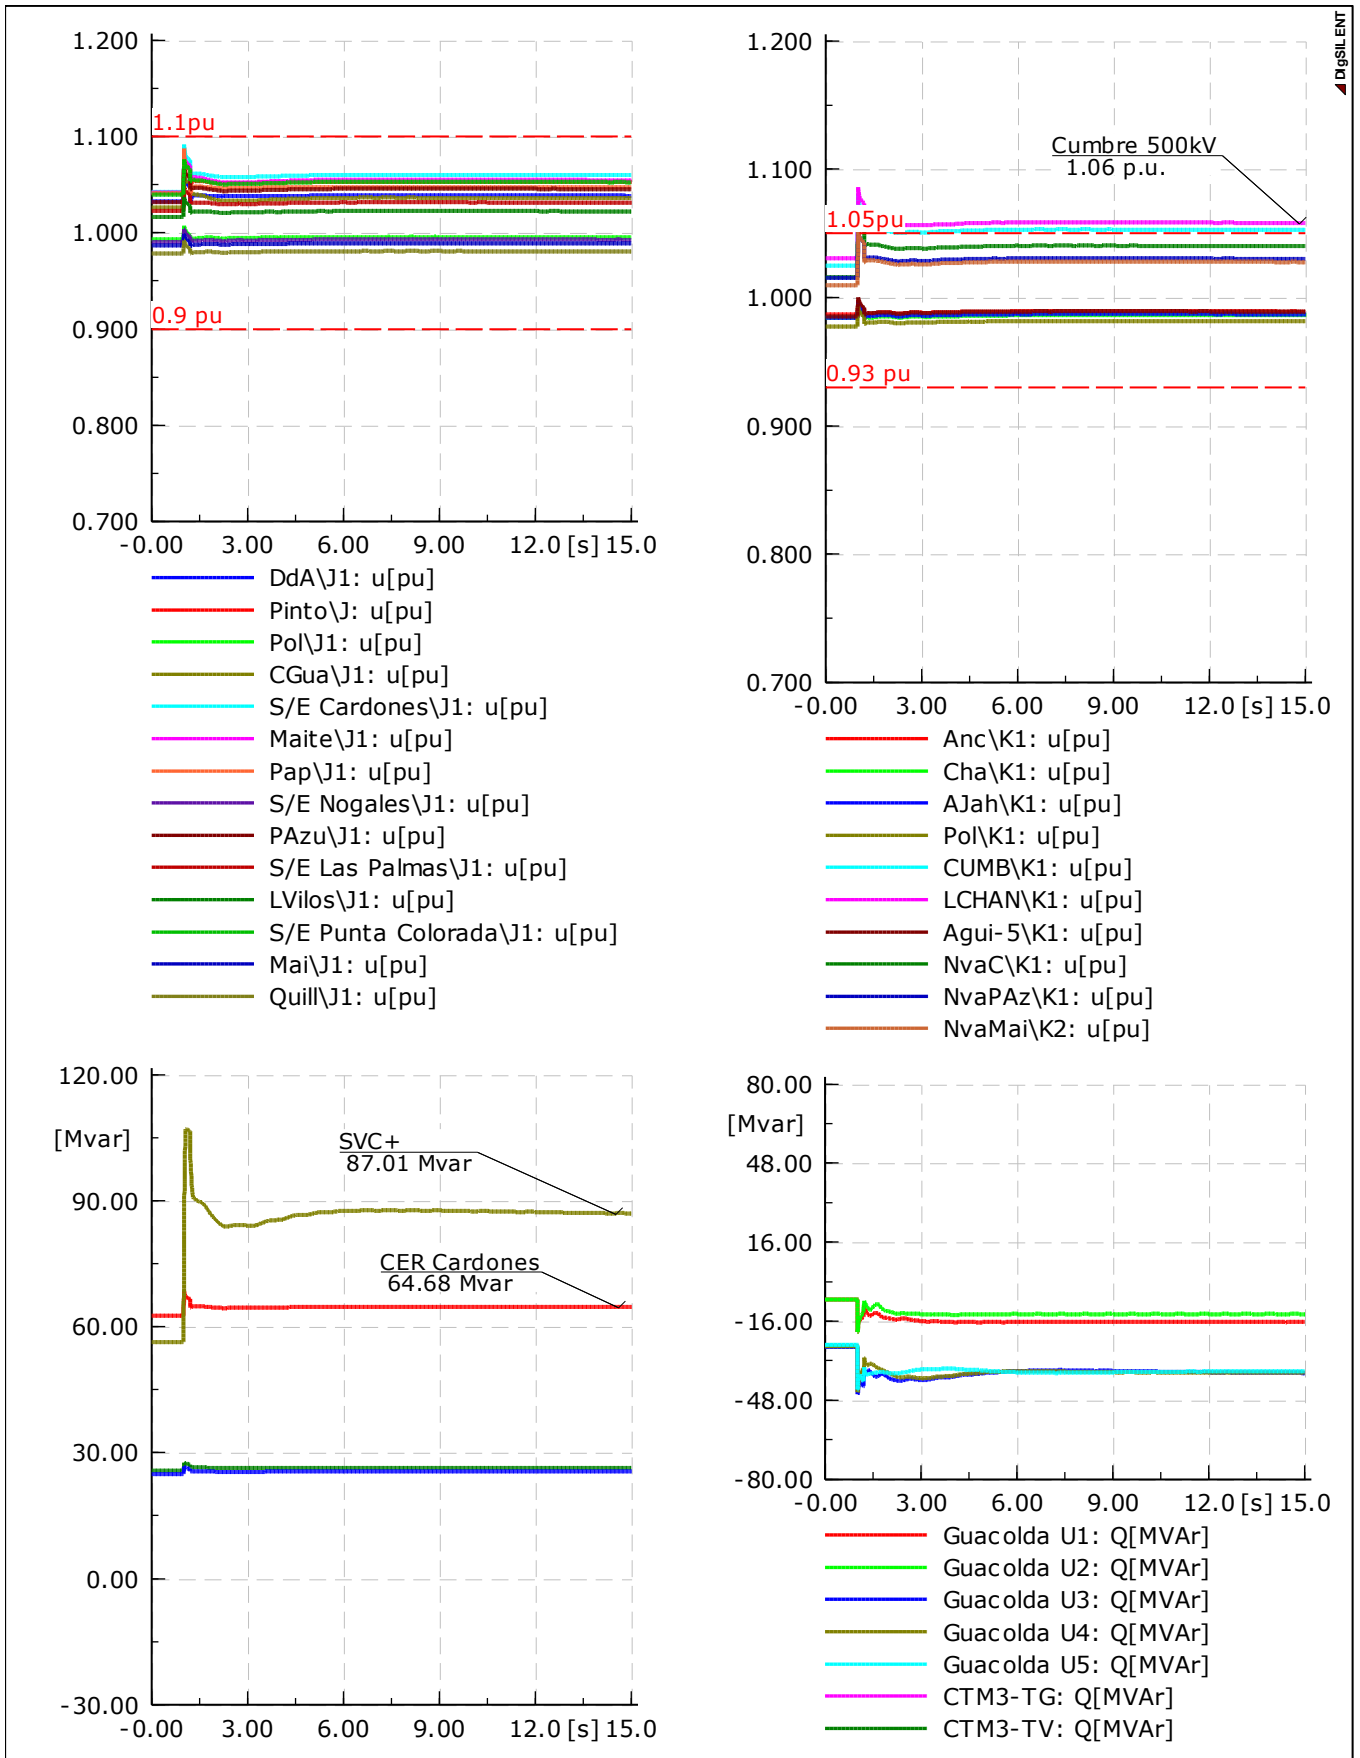 DIgSILENT
1.200
1.100
1.000
0.900
0.800
0.700
1.1pu
0.9 pu
-0.00
3.00
6.00
9.00
12.0
[s]
15.0
DdA\J1: u[pu]
Pinto\J: u[pu]
Pol\J1: u[pu]
CGua\J1: u[pu]
S/E Cardones\J1: u[pu]
Maite\J1: u[pu]
Pap\J1: u[pu]
S/E Nogales\J1: u[pu]
PAzu\J1: u[pu]
S/E Las Palmas\J1: u[pu]
LVilos\J1: u[pu]
S/E Punta Colorada\J1: u[pu]
Mai\J1: u[pu]
Quill\J1: u[pu]
1.200
1.100
1.000
0.900
0.800
0.700
Cumbre 500kV
1.06 p.u.
1.05pu
0.93 pu
-0.00
3.00
6.00
9.00
12.0
[s]
15.0
Anc\K1: u[pu]
Cha\K1: u[pu]
AJah\K1: u[pu]
Pol\K1: u[pu]
CUMB\K1: u[pu]
LCHAN\K1: u[pu]
Agui-5\K1: u[pu]
NvaC\K1: u[pu]
NvaPAz\K1: u[pu]
NvaMai\K2: u[pu]
120.00
[Mvar]
90.00
60.00
30.00
0.00
-30.00
SVC+
87.01 Mvar
CER Cardones
64.68 Mvar
-0.00
3.00
6.00
9.00
12.0
[s]
15.0
80.00
[Mvar]
48.00
16.00
-16.00
-48.00
-80.00
-0.00
3.00
6.00
9.00
12.0
[s]
15.0
Guacolda U1: Q[MVAr]
Guacolda U2: Q[MVAr]
Guacolda U3: Q[MVAr]
Guacolda U4: Q[MVAr]
Guacolda U5: Q[MVAr]
CTM3-TG: Q[MVAr]
CTM3-TV: Q[MVAr]